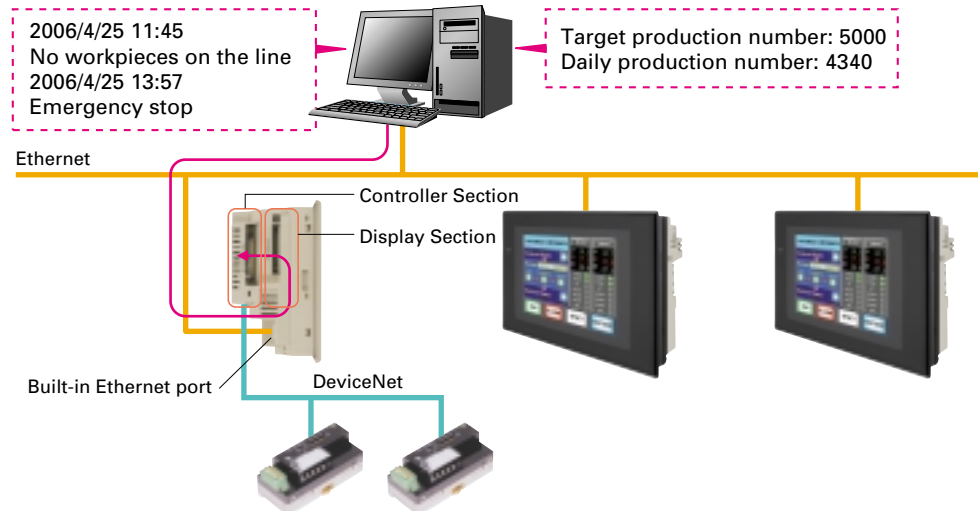 2006/4/25 11:45
No workpieces on the line
2006/4/25 13:57
Emergency stop
Target production number: 5000
Daily production number: 4340
Ethernet
Controller Section
Display Section
Built-in Ethernet port
DeviceNet